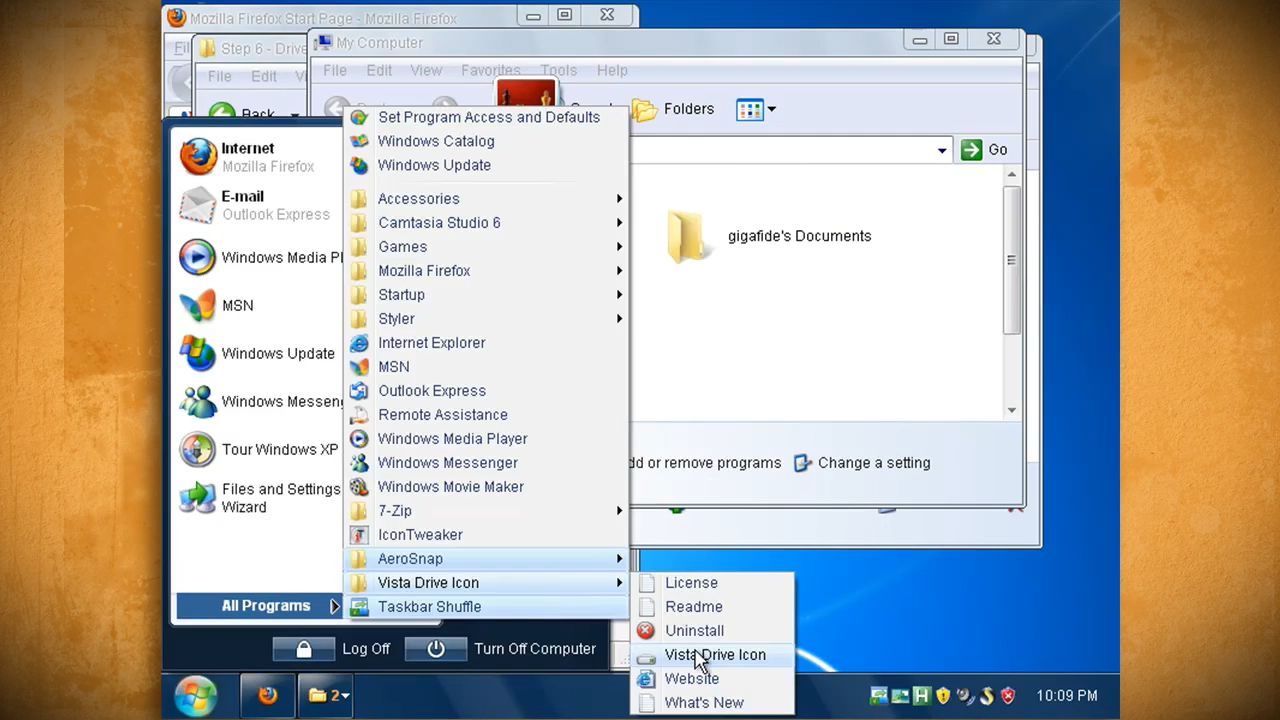 Mozilla Firefox Start Page - Mozilla Firefox
Step 6 - Drive
My Computer
File Edit
File Edit View Favorites Tools Help
Back
Folders
Go
gigafide's Documents
dd or remove programs
Change a setting
Internet
Mozilla Firefox
E-mail
Outlook Express
Windows Media Pl
MSN
Windows Update
Windows Messeng
Tour Windows XP
Files and Settings
Wizard
All Programs
Log Off
Turn Off Computer
Set Program Access and Defaults
Windows Catalog
Windows Update
Accessories
Camtasia Studio 6
Games
Mozilla Firefox
Startup
Styler
Internet Explorer
MSN
Outlook Express
Remote Assistance
Windows Media Player
Windows Messenger
Windows Movie Maker
7-Zip
IconTweaker
AeroSnap
Vista Drive Icon
Taskbar Shuffle
License
Readme
Uninstall
Vista Drive Icon
Website
What's New
2
10:09 PM